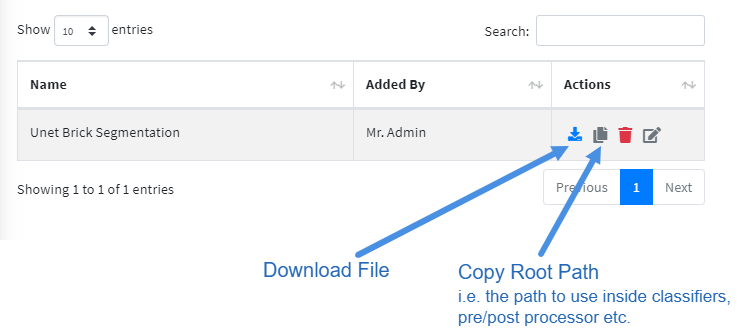 Show 10 entries Search:
Name Added By Actions
Unet Brick Segmentation Mr. Admin
Showing 1 to 1 of 1 entries Previous 1 Next
Download File
Copy Root Path
i.e. the path to use inside classifiers,
pre/post processor etc.